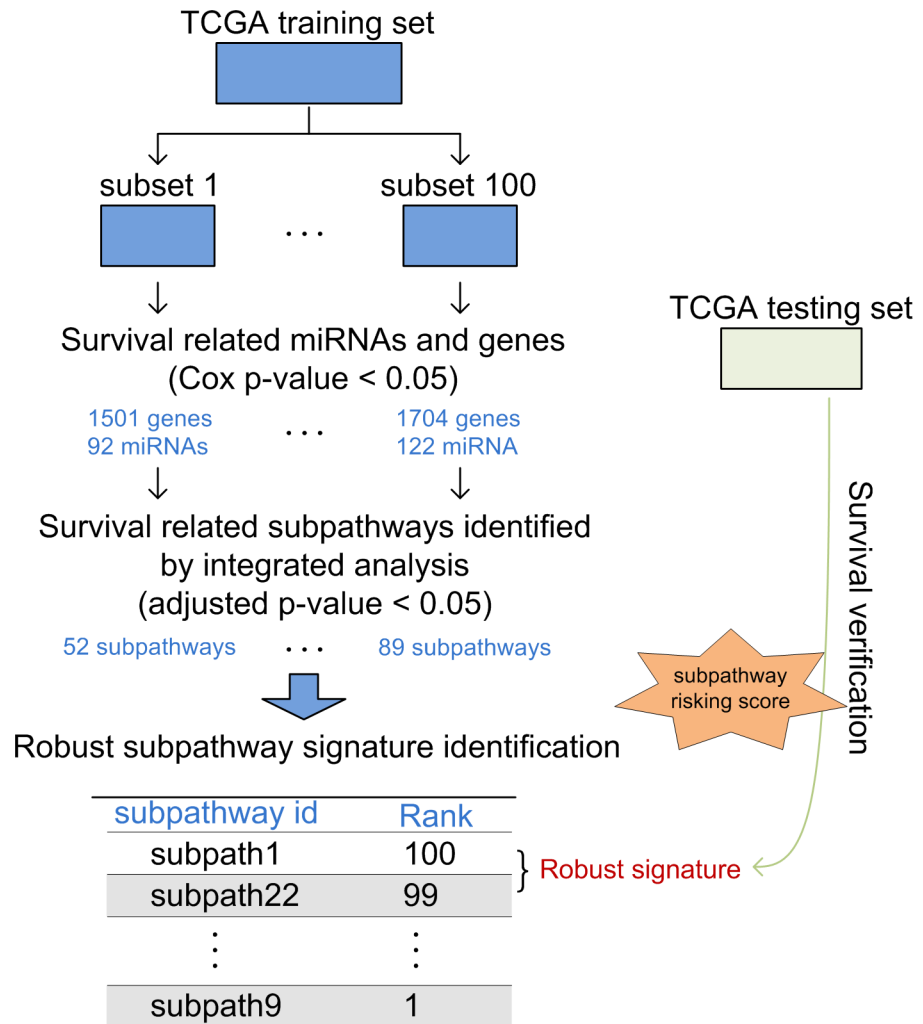 TCGA training set
subset 1
subset 100
...
Survival related miRNAs and genes
(Cox p-value < 0.05)
1501 genes
92 miRNAs
...
1704 genes
122 miRNA
Survival related subpathways identified
by integrated analysis
(adjusted p-value < 0.05)
52 subpathways
...
89 subpathways
Robust subpathway signature identification
subpathway id Rank
subpath1 100
subpath22 99
⋮ ⋮
subpath9 1
Robust signature
TCGA testing set
Survival verification
subpathway
risking score